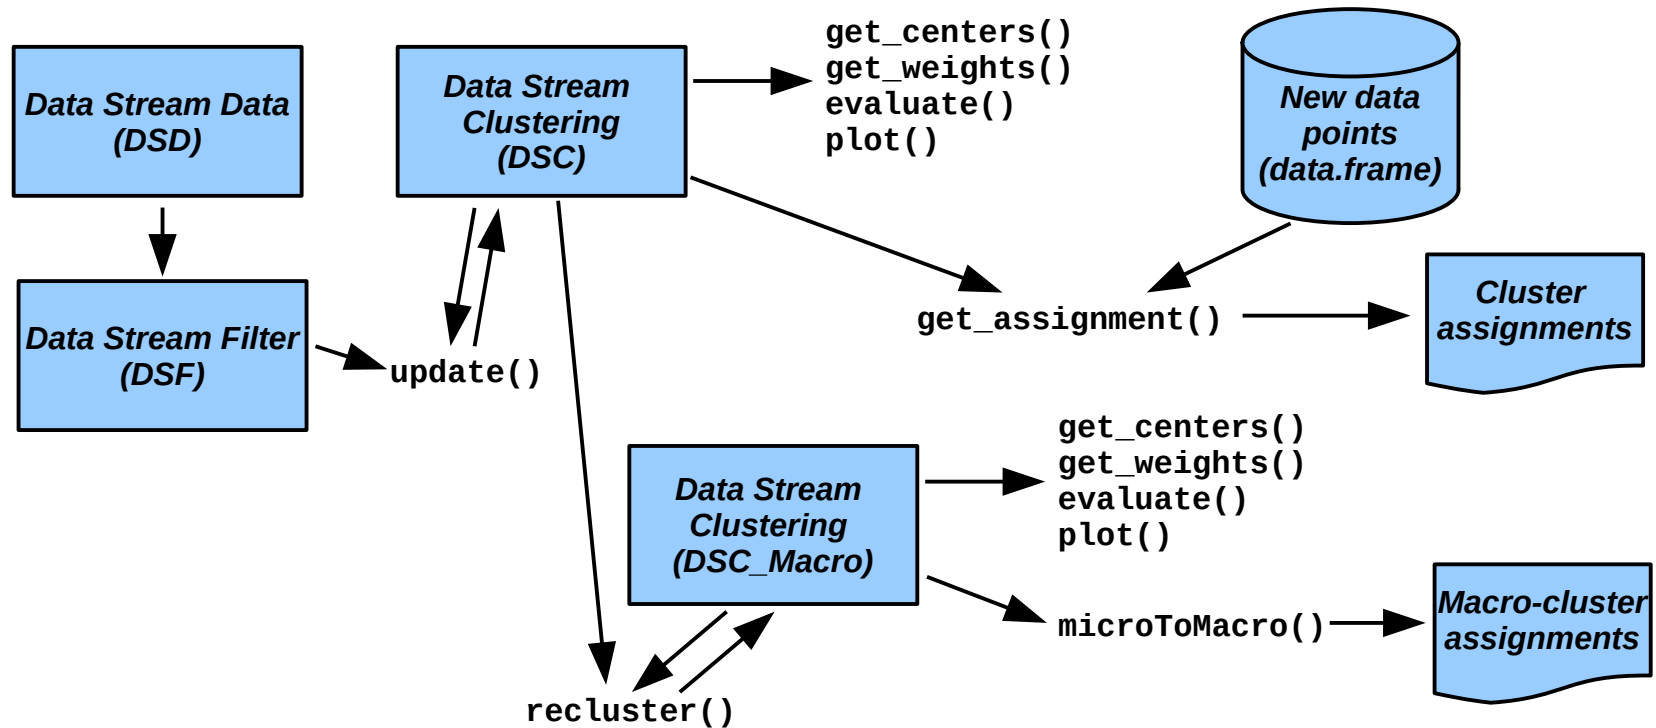 Data Stream Data
(DSD)
Data Stream
Clustering
(DSC)
get_centers()
get_weights()
evaluate()
plot()
New data
points
(data.frame)
Data Stream Filter
(DSF)
update()
get_assignment()
Cluster
assignments
Data Stream
Clustering
(DSC_Macro)
get_centers()
get_weights()
evaluate()
plot()
microToMacro()
Macro-cluster
assignments
recluster()